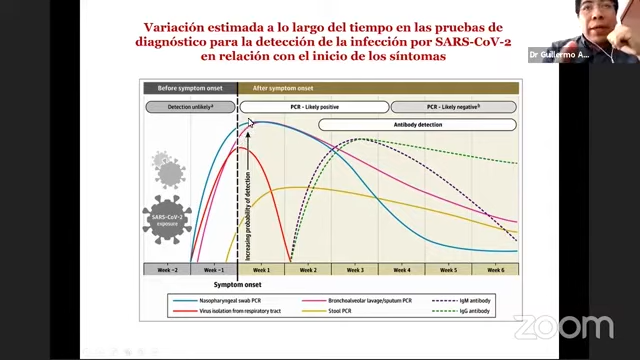 Variación estimada a lo largo del tiempo en las pruebas de
diagnóstico para la detección de la infección por SARS-CoV-2
en relación con el inicio de los síntomas
Dr Guillermo A...
Before symptom onset
After symptom onset
Detection unlikelyᵃ
PCR – Likely positive
PCR – Likely negativeᵇ
Antibody detection
SARS-CoV-2
exposure
Increasing probability of detection
Week –2
Week –1
Week 1
Week 2
Week 3
Week 4
Week 5
Week 6
Symptom onset
Nasopharyngeal swab PCR
Bronchoalveolar lavage/sputum PCR
IgM antibody
Virus isolation from respiratory tract
Stool PCR
IgG antibody
zoom